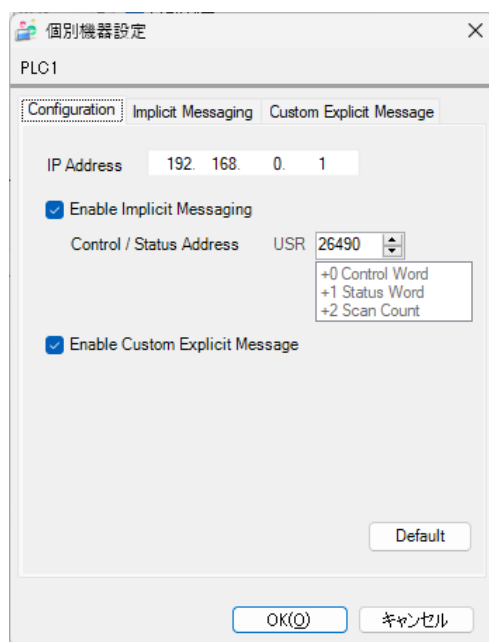 個別機器設定
PLC1
Configuration Implicit Messaging Custom Explicit Message
IP Address 192. 168. 0. 1
Enable Implicit Messaging
Control / Status Address USR 26490
+0 Control Word
+1 Status Word
+2 Scan Count
Enable Custom Explicit Message
Default
OK(O) キャンセル